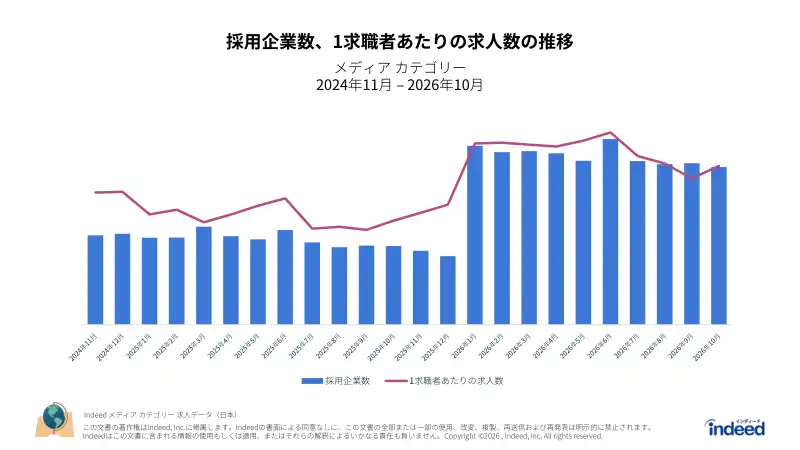 採用企業数、1求職者あたりの求人数の推移
メディア カテゴリー
2024年11月 – 2026年10月
2024年11月
2024年12月
2025年1月
2025年2月
2025年3月
2025年4月
2025年5月
2025年6月
2025年7月
2025年8月
2025年9月
2025年10月
2025年11月
2025年12月
2026年1月
2026年2月
2026年3月
2026年4月
2026年5月
2026年6月
2026年7月
2026年8月
2026年9月
2026年10月
採用企業数
1求職者あたりの求人数
Indeed メディア カテゴリー 求人データ（日本）
この文書の著作権はIndeed, Inc.に帰属します。Indeedの書面による同意なしに、この文書の全部または一部の使用、改変、複製、再送信および再発表は明示的に禁止されます。
Indeedはこの文書に含まれる情報の使用もしくは適用、またはそれらの解釈によるいかなる責任も負いません。Copyright ©2026 , Indeed, Inc. All rights reserved.
インディード
indeed